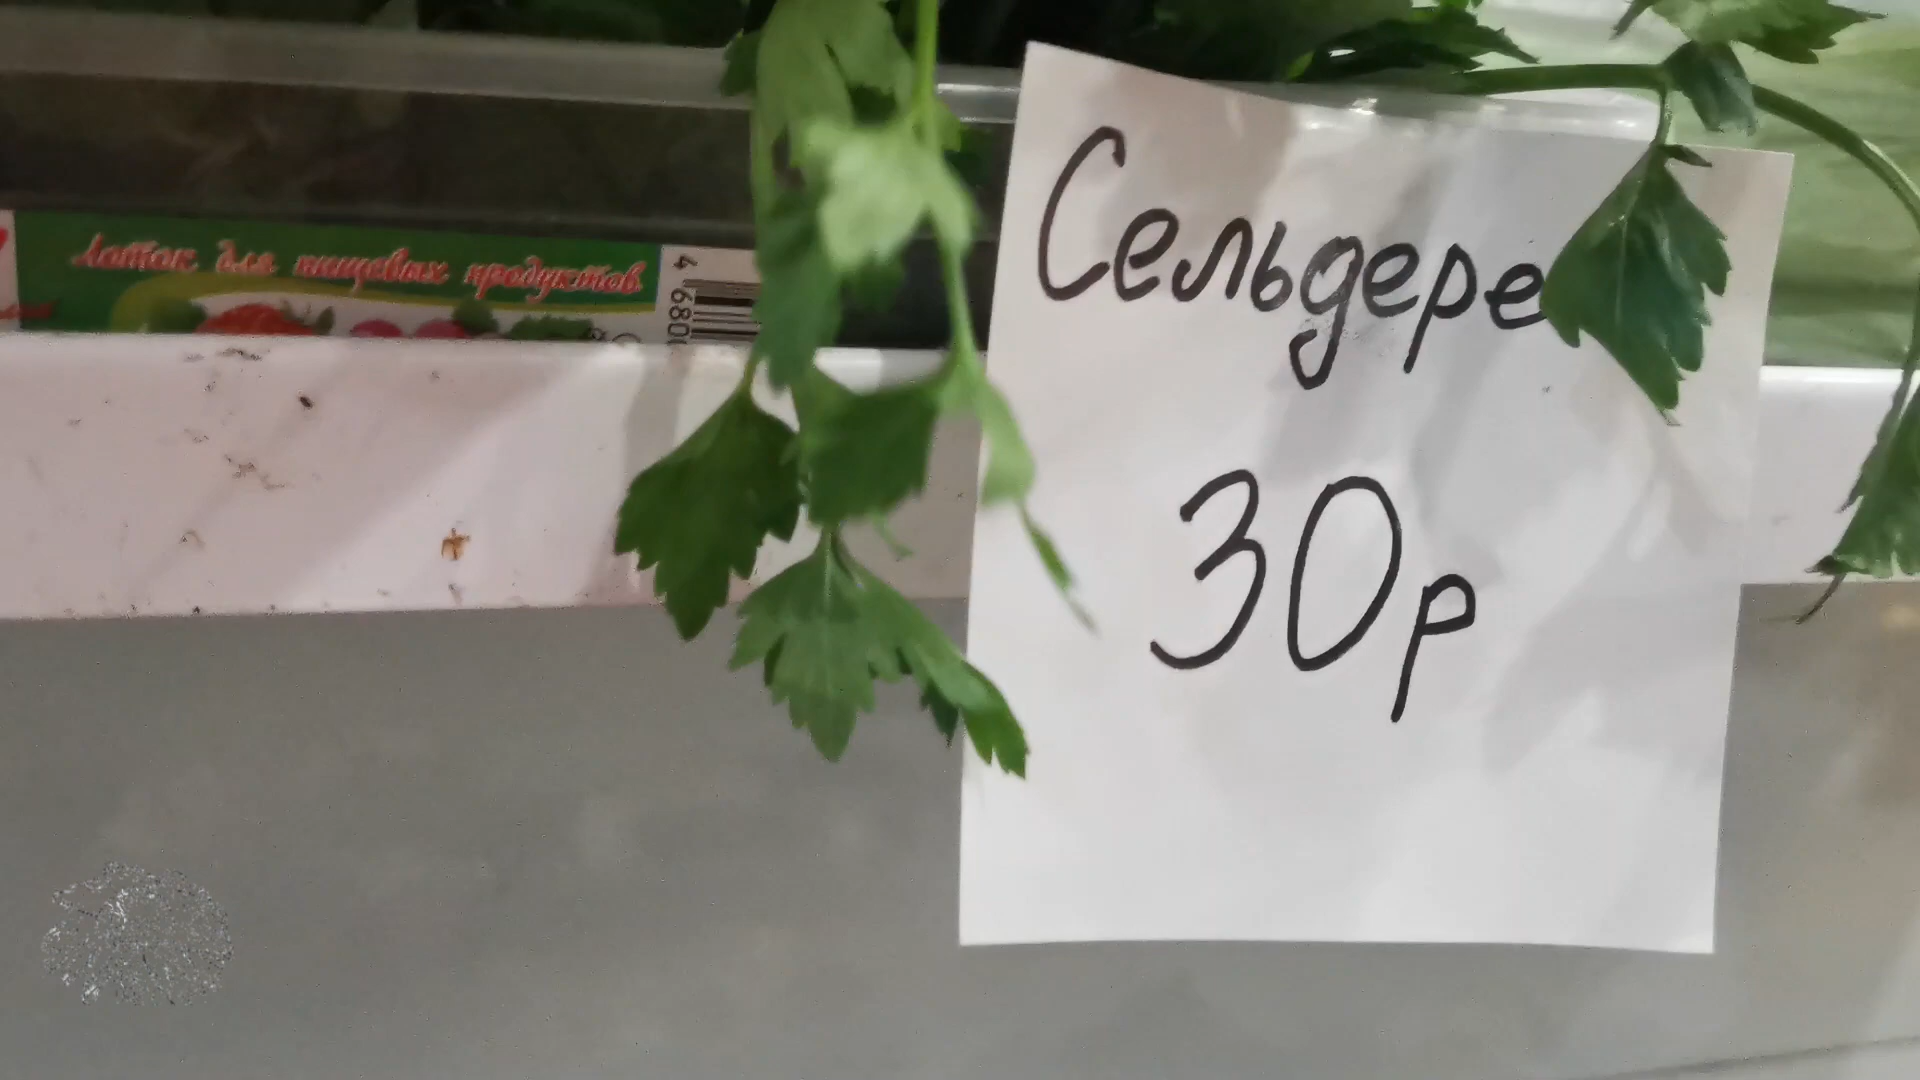 Лоток для пищевых продуктов
Сельдере
30р